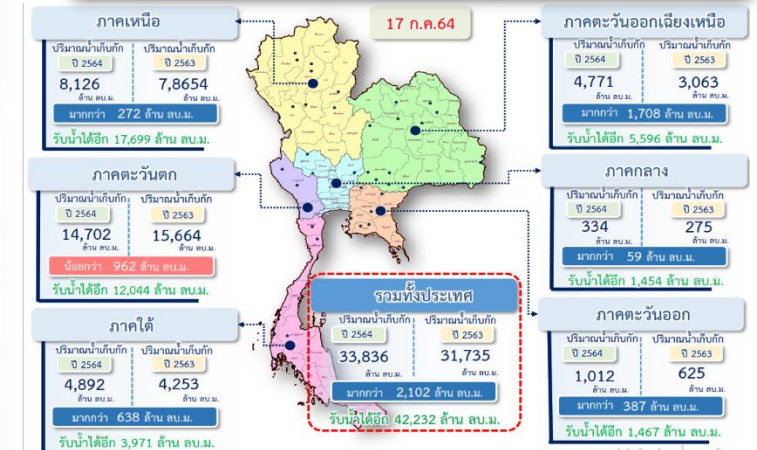 17 ก.ค.64
ภาคเหนือ
ปริมาณน้ำเก็บกัก ปริมาณน้ำเก็บกัก
ปี 2564 ปี 2563
8,126 7,8654
ล้าน ลบ.ม. ล้าน ลบ.ม.
มากกว่า 272 ล้าน ลบ.ม.
รับน้ำได้อีก 17,699 ล้าน ลบ.ม.
ภาคตะวันตก
ปริมาณน้ำเก็บกัก ปริมาณน้ำเก็บกัก
ปี 2564 ปี 2563
14,702 15,664
ล้าน ลบ.ม. ล้าน ลบ.ม.
น้อยกว่า 962 ล้าน ลบ.ม.
รับน้ำได้อีก 12,044 ล้าน ลบ.ม.
ภาคใต้
ปริมาณน้ำเก็บกัก ปริมาณน้ำเก็บกัก
ปี 2564 ปี 2563
4,892 4,253
ล้าน ลบ.ม. ล้าน ลบ.ม.
มากกว่า 638 ล้าน ลบ.ม.
รับน้ำได้อีก 3,971 ล้าน ลบ.ม.
รวมทั้งประเทศ
ปริมาณน้ำเก็บกัก ปริมาณน้ำเก็บกัก
ปี 2564 ปี 2563
33,836 31,735
ล้าน ลบ.ม. ล้าน ลบ.ม.
มากกว่า 2,102 ล้าน ลบ.ม.
รับน้ำได้อีก 42,232 ล้าน ลบ.ม.
ภาคตะวันออกเฉียงเหนือ
ปริมาณน้ำเก็บกัก ปริมาณน้ำเก็บกัก
ปี 2564 ปี 2563
4,771 3,063
ล้าน ลบ.ม. ล้าน ลบ.ม.
มากกว่า 1,708 ล้าน ลบ.ม.
รับน้ำได้อีก 5,596 ล้าน ลบ.ม.
ภาคกลาง
ปริมาณน้ำเก็บกัก ปริมาณน้ำเก็บกัก
ปี 2564 ปี 2563
334 275
ล้าน ลบ.ม. ล้าน ลบ.ม.
มากกว่า 59 ล้าน ลบ.ม.
รับน้ำได้อีก 1,454 ล้าน ลบ.ม.
ภาคตะวันออก
ปริมาณน้ำเก็บกัก ปริมาณน้ำเก็บกัก
ปี 2564 ปี 2563
1,012 625
ล้าน ลบ.ม. ล้าน ลบ.ม.
มากกว่า 387 ล้าน ลบ.ม.
รับน้ำได้อีก 1,467 ล้าน ลบ.ม.